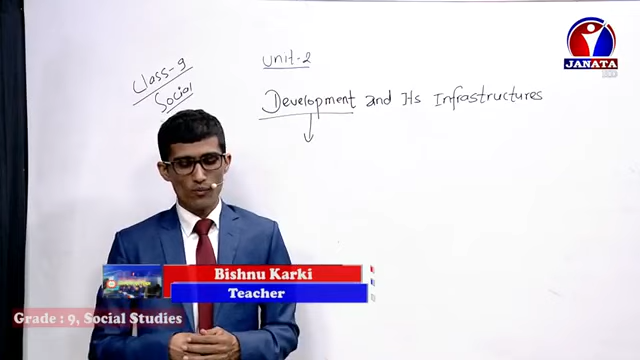 Class-9
Social
Unit-2
Development and Its Infrastructures
JANATA
Bishnu Karki
Teacher
Grade : 9, Social Studies